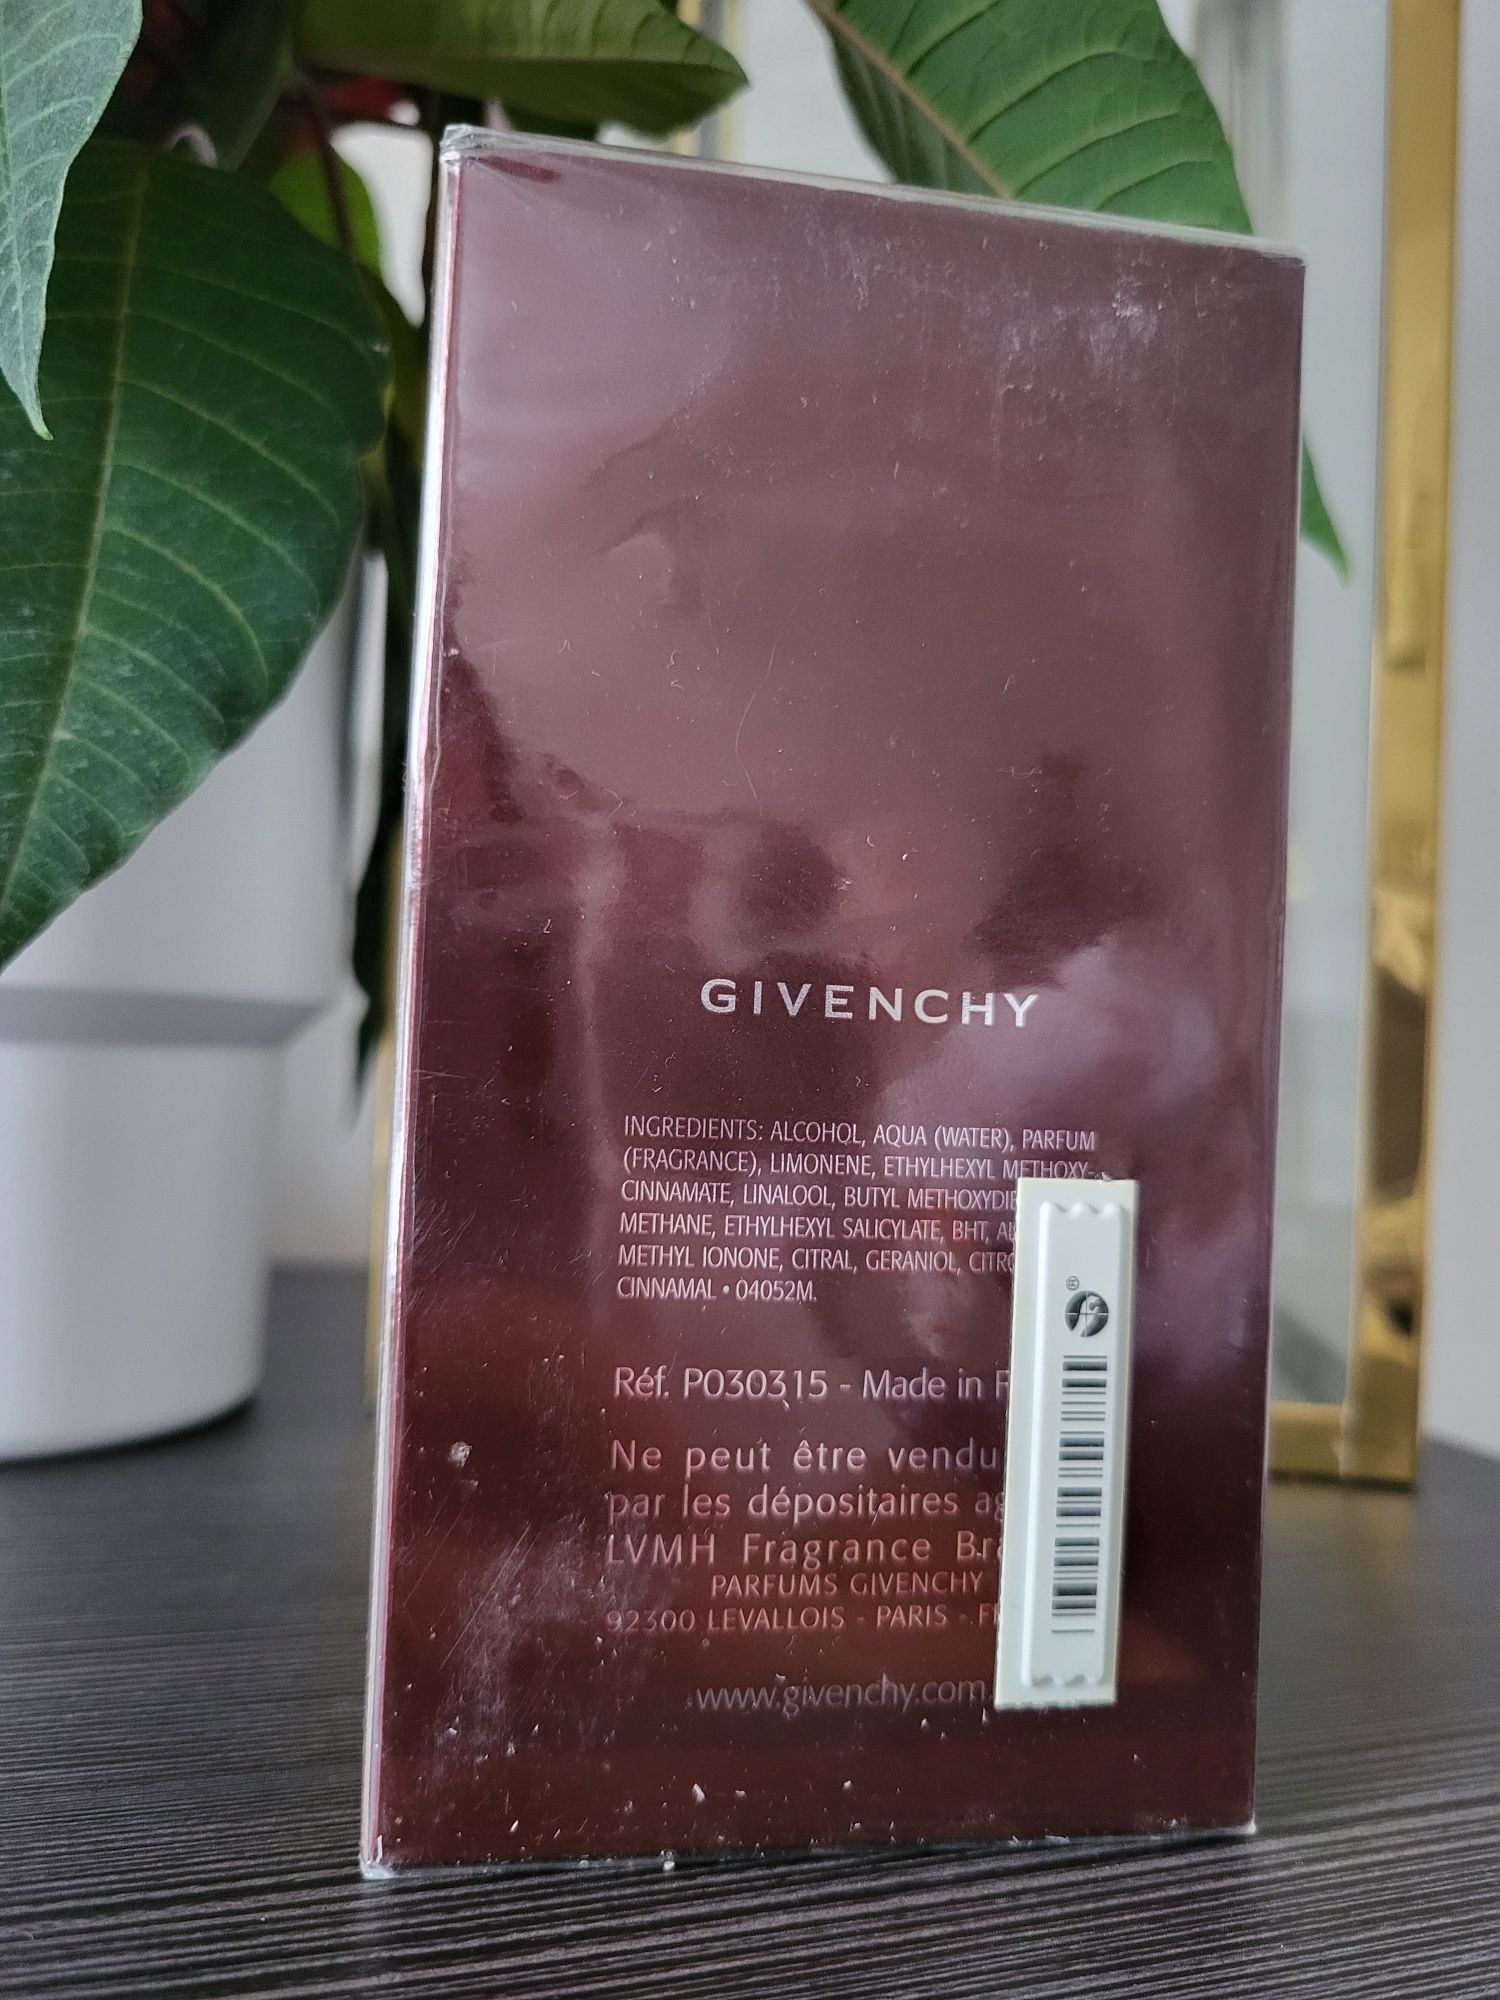 GIVENCHY
INGREDIENTS: ALCOHOL, AQUA (WATER), PARFUM
(FRAGRANCE), LIMONENE, ETHYLHEXYL METHOXY-
CINNAMATE, LINALOOL, BUTYL
METHANE, ETHYLHEXYL SALICYLATE, BHT,
METHYL IONONE, CITRAL, GERANIOL,
CINNAMAL • 04052M.
Réf. P030315 - Made in
Ne peut être vendu
par les dépositaires
LVMH Fragrance
PARFUMS GIVENCHY
92300 LEVALLOIS - PARIS -
www.givenchy.com
®